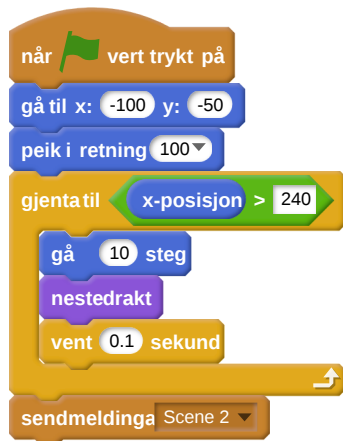 når vert trykt på
gå til x: -100 y: -50
peik i retning 100
gjenta til x-posisjon > 240
gå 10 steg
nestedrakt
vent 0.1 sekund
sendmeldinga Scene 2